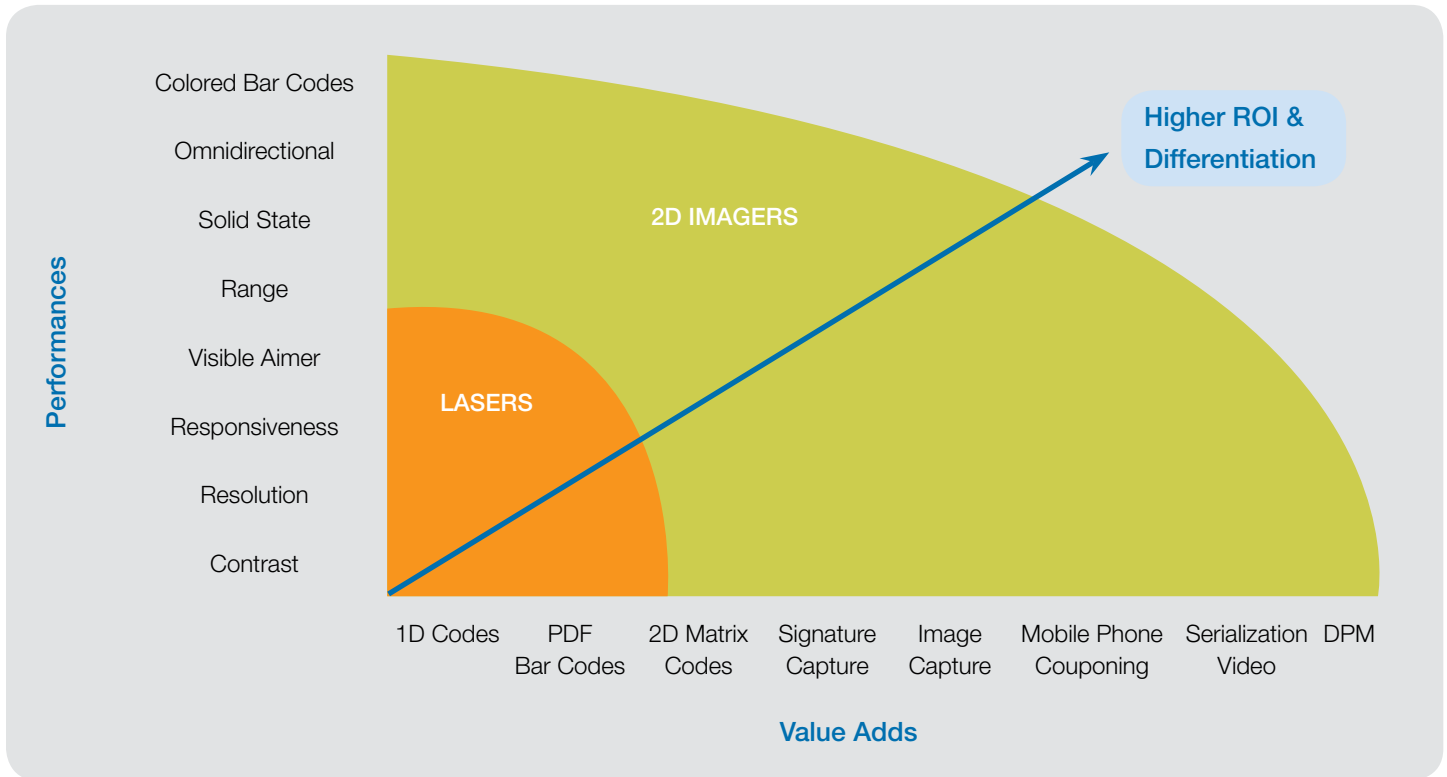 Colored Bar Codes
Omnidirectional
Solid State
Range
Visible Aimer
Responsiveness
Resolution
Contrast
Performances
2D IMAGERS
LASERS
Higher ROI &
Differentiation
1D Codes
PDF
Bar Codes
2D Matrix
Codes
Signature
Capture
Image
Capture
Mobile Phone
Couponing
Serialization
Video
DPM
Value Adds